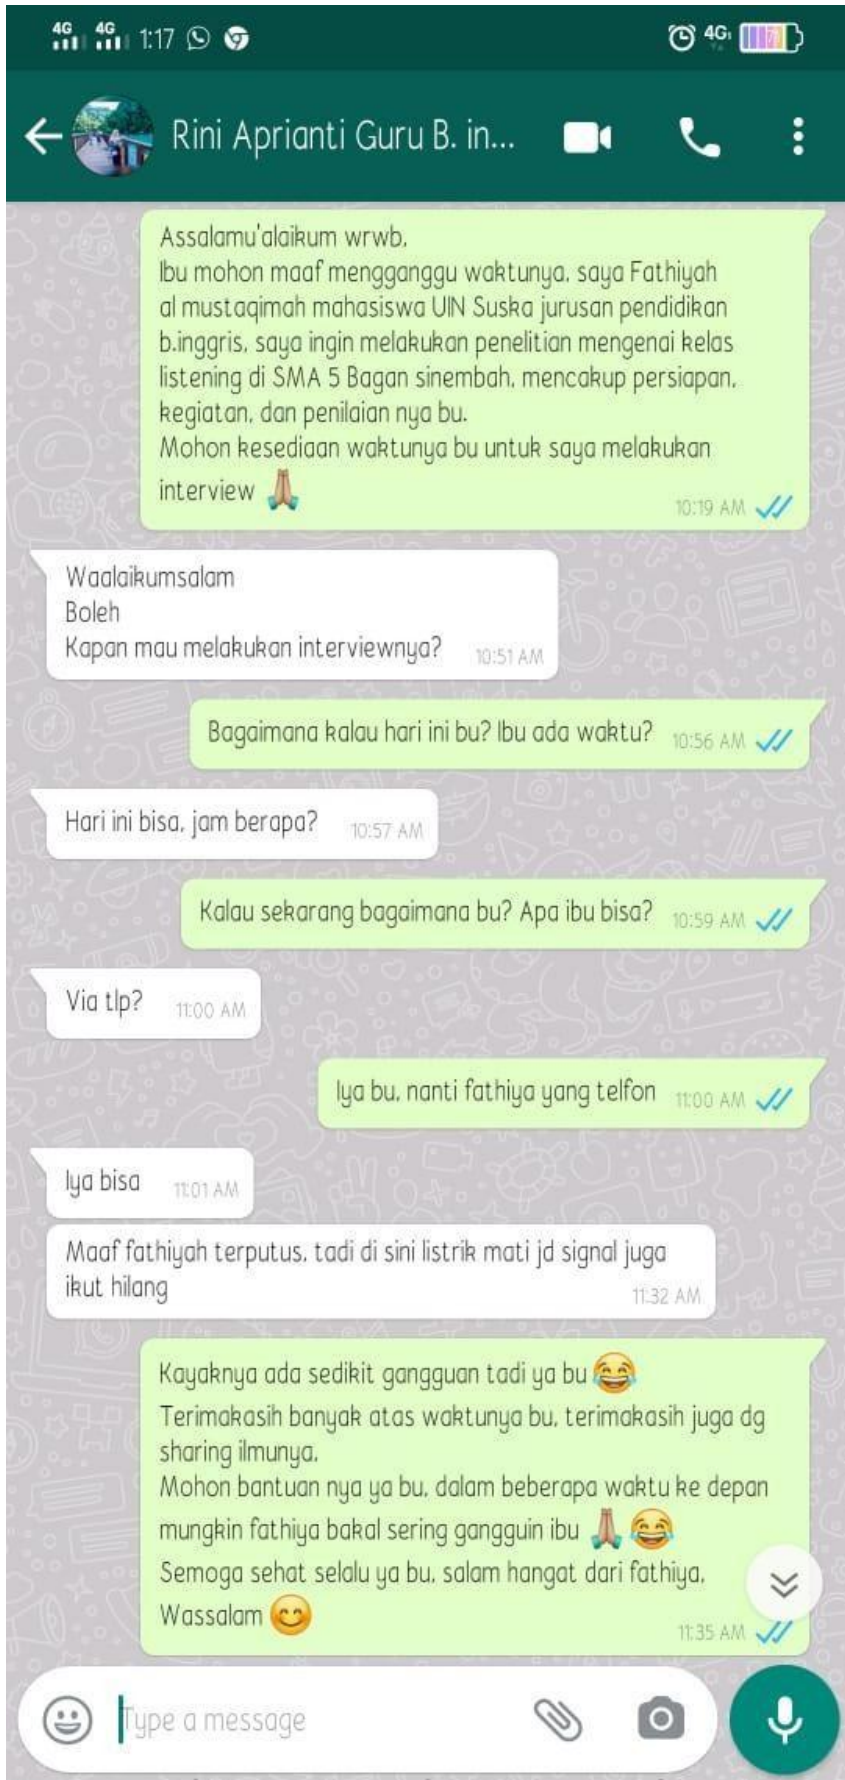 4G 4G 1:17 4G
Rini Aprianti Guru B. in...
Assalamu'alaikum wrwb.
Ibu mohon maaf mengganggu waktunya. saya Fathiyah
al mustaqimah mahasiswa UIN Suska jurusan pendidikan
b.inggris. saya ingin melakukan penelitian mengenai kelas
listening di SMA 5 Bagan sinembah. mencakup persiapan.
kegiatan. dan penilaian nya bu.
Mohon kesediaan waktunya bu untuk saya melakukan
interview 🙏
10:19 AM
Waalaikumsalam
Boleh
Kapan mau melakukan interviewnya? 10:51 AM
Bagaimana kalau hari ini bu? Ibu ada waktu? 10:56 AM
Hari ini bisa, jam berapa? 10:57 AM
Kalau sekarang bagaimana bu? Apa ibu bisa? 10:59 AM
Via tlp? 11:00 AM
Iya bu. nanti fathiya yang telfon 11:00 AM
Iya bisa 11:01 AM
Maaf fathiyah terputus. tadi di sini listrik mati jd signal juga
ikut hilang
11:32 AM
Kayaknya ada sedikit gangguan tadi ya bu 😂
Terimakasih banyak atas waktunya bu. terimakasih juga dg
sharing ilmunya.
Mohon bantuan nya ya bu. dalam beberapa waktu ke depan
mungkin fathiya bakal sering gangguin ibu 🙏😂
Semoga sehat selalu ya bu. salam hangat dari fathiya.
Wassalam 😊
11:35 AM
Type a message